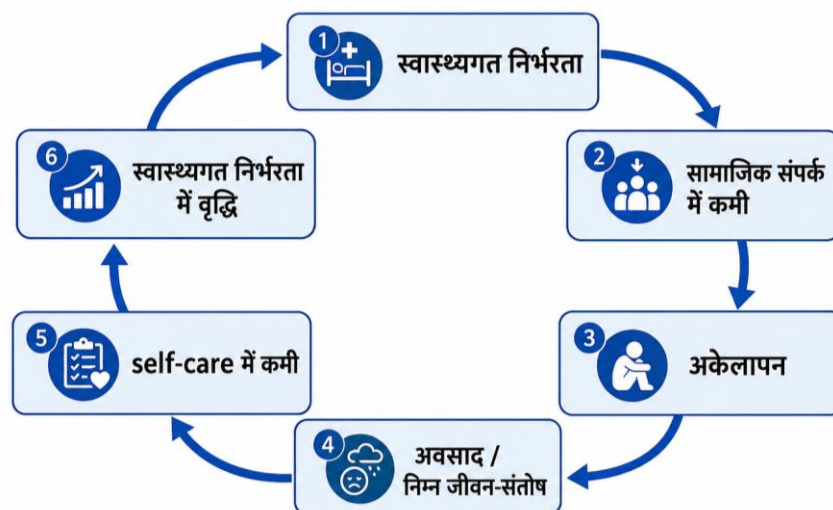 1
स्वास्थ्यगत निर्भरता
2
सामाजिक संपर्क
में कमी
3
अकेलापन
4
अवसाद /
निम्न जीवन-संतोष
5
self-care में कमी
6
स्वास्थ्यगत निर्भरता
में वृद्धि